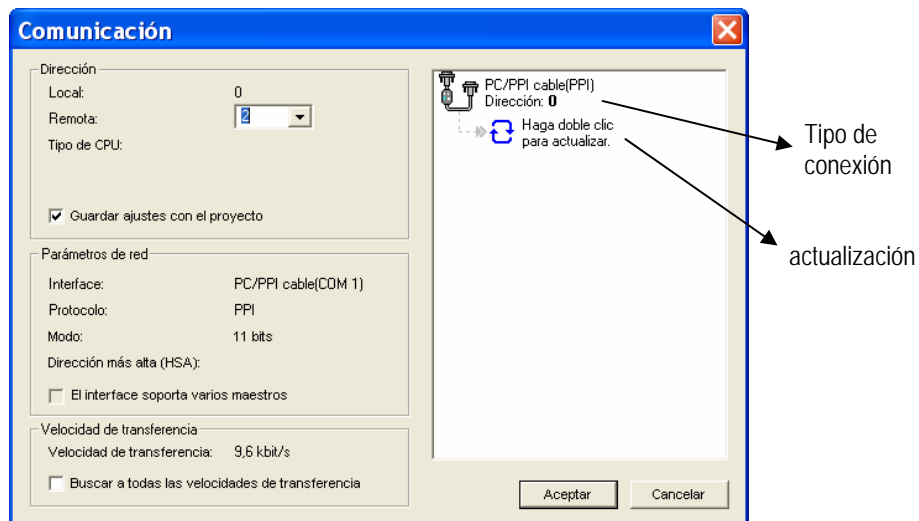 Comunicación
Dirección
Local: 0
Remota: 2
Tipo de CPU:
Guardar ajustes con el proyecto
Parámetros de red
Interface: PC/PPI cable(COM 1)
Protocolo: PPI
Modo: 11 bits
Dirección más alta (HSA):
El interface soporta varios maestros
Velocidad de transferencia
Velocidad de transferencia: 9,6 kbit/s
Buscar a todas las velocidades de transferencia
PC/PPI cable(PPI)
Dirección: 0
Haga doble clic
para actualizar.
Aceptar
Cancelar
Tipo de
conexión
actualización